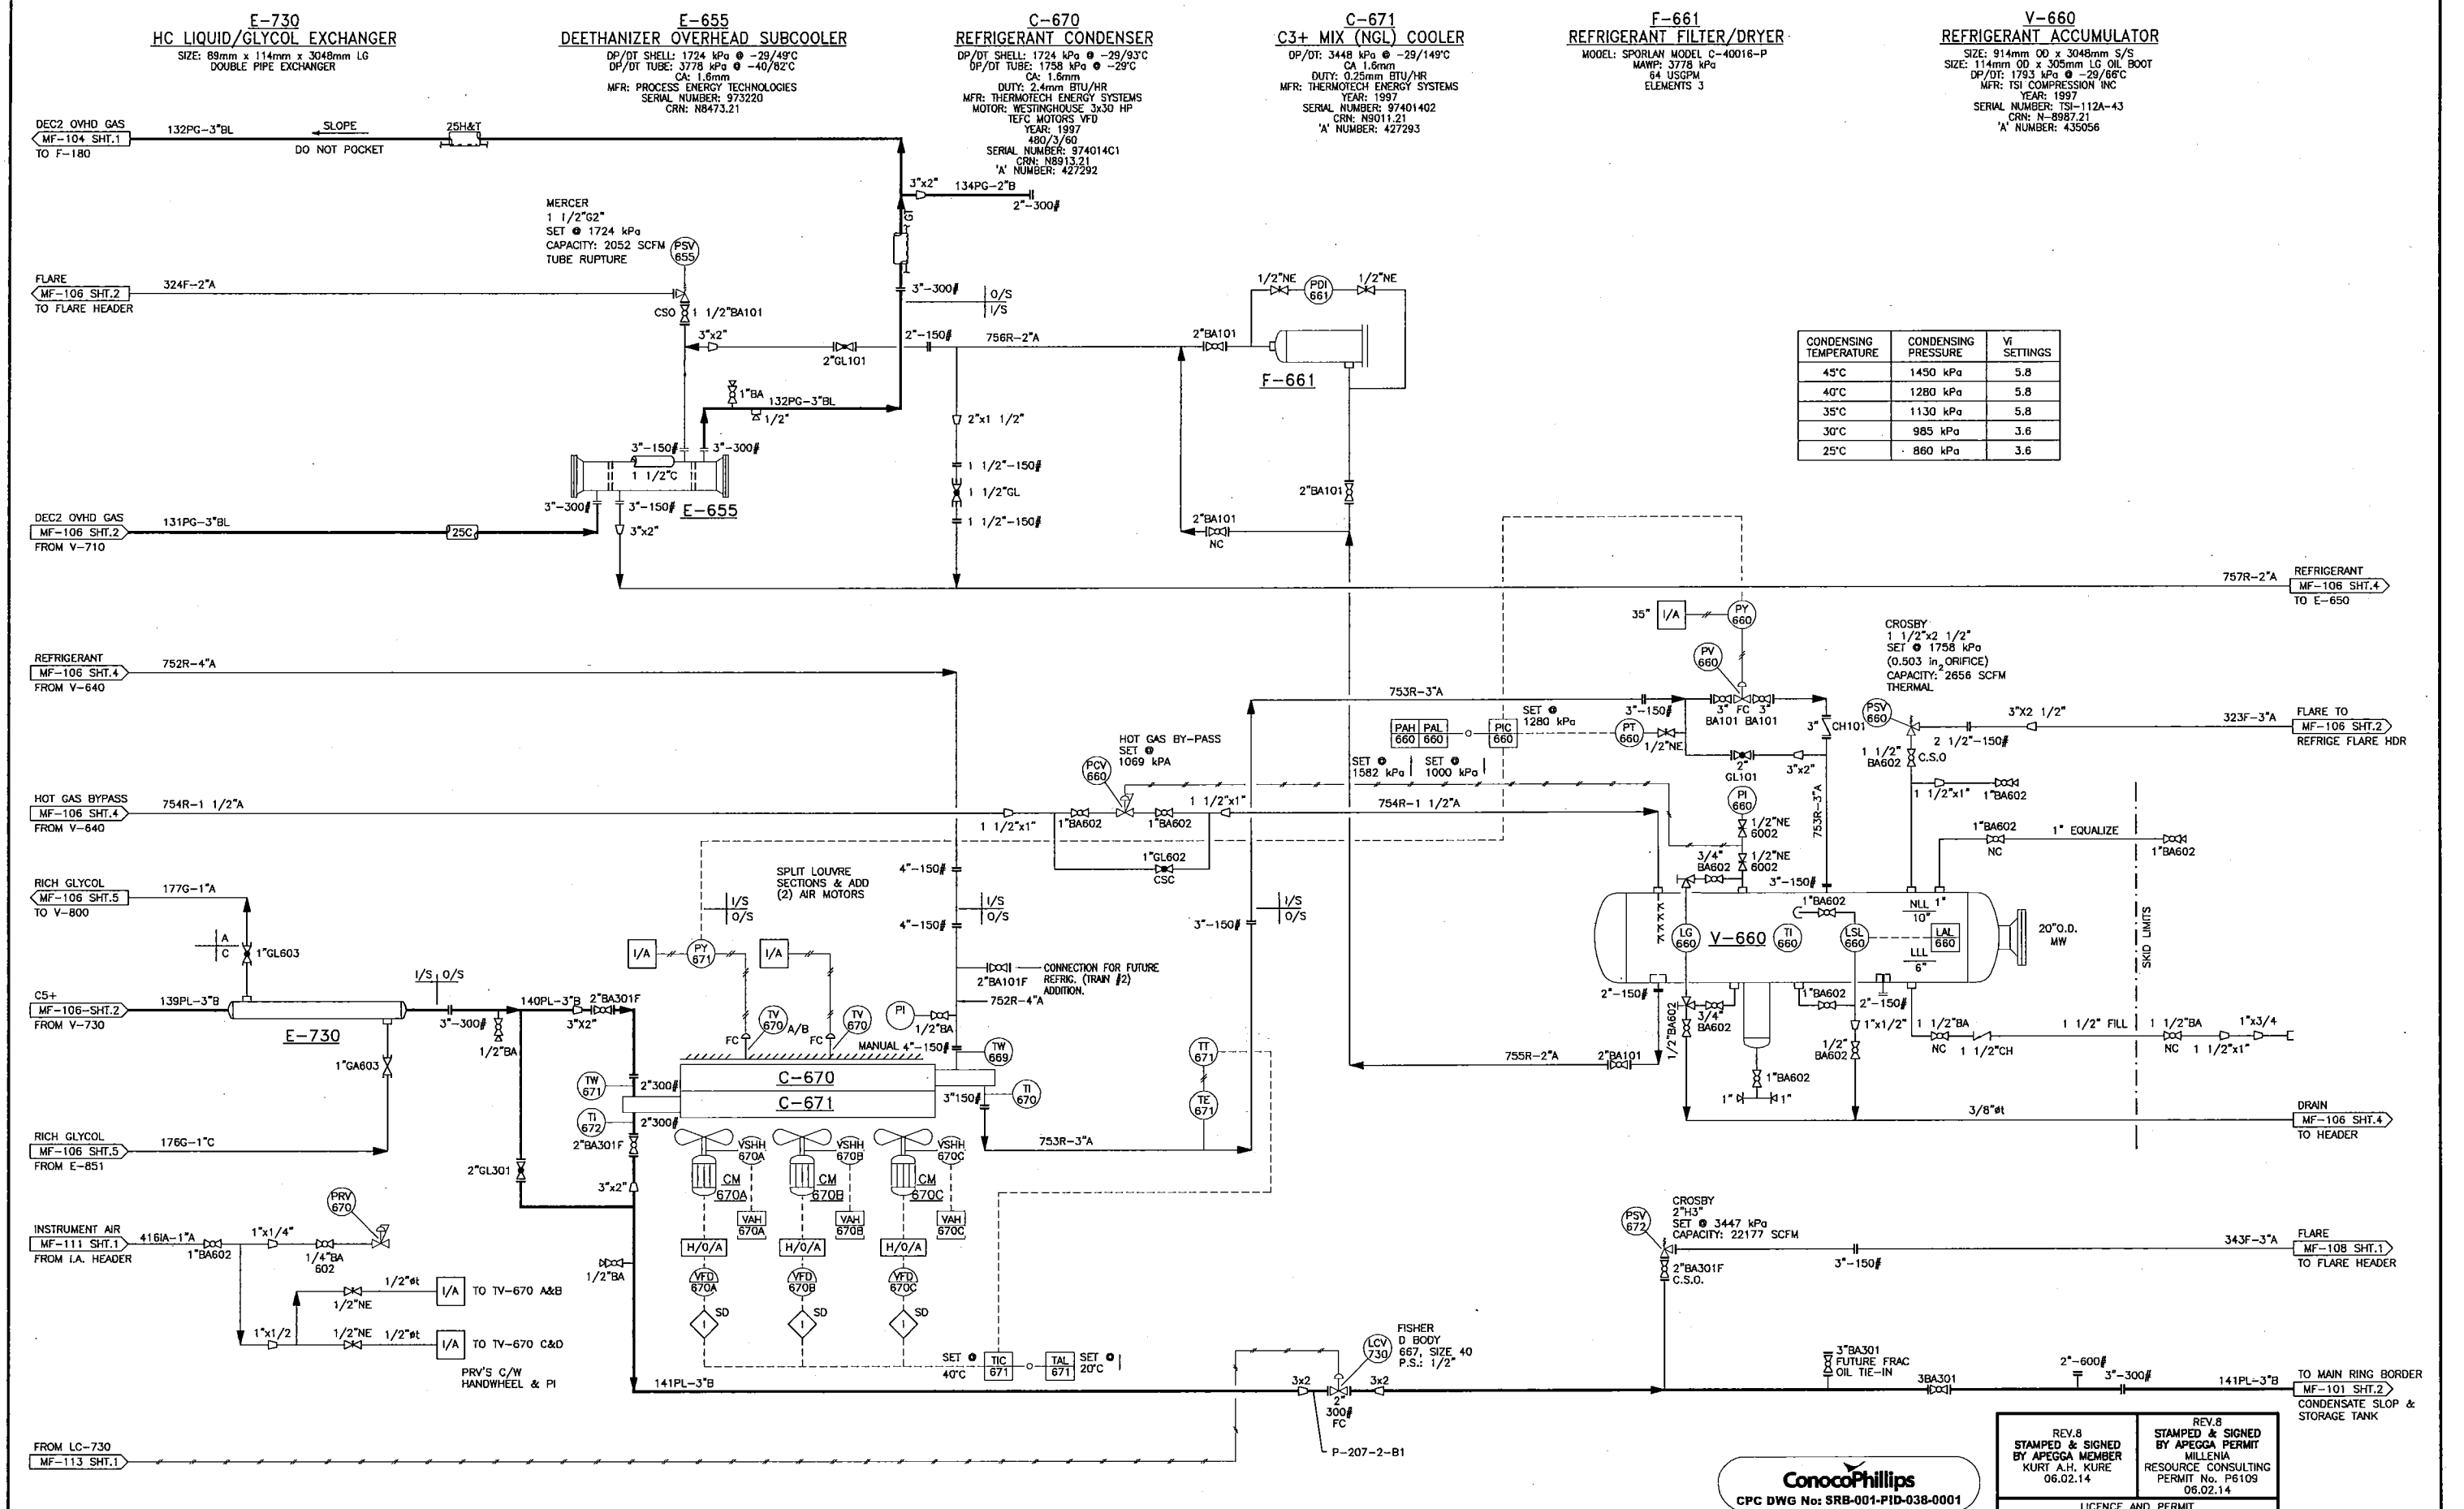 E-730
HC LIQUID/GLYCOL EXCHANGER
SIZE: 89mm x 114mm x 3048mm LG
DOUBLE PIPE EXCHANGER
E-655
DEETHANIZER OVERHEAD SUBCOOLER
DP/DT SHELL: 1724 kPa @ -29/49°C
DP/DT TUBE: 3778 kPa @ -40/82°C
CA: 1.6mm
MFR: PROCESS ENERGY TECHNOLOGIES
SERIAL NUMBER: 973220
CRN: N8473.21
C-670
REFRIGERANT CONDENSER
DP/DT SHELL: 1724 kPa @ -29/93°C
DP/DT TUBE: 1758 kPa @ -29°C
CA: 1.6mm
DUTY: 2.4mm BTU/HR
MFR: THERMOTECH ENERGY SYSTEMS
MOTOR: WESTINGHOUSE 3x30 HP
TEFC MOTORS VFD
YEAR: 1997
480/3/60
SERIAL NUMBER: 974014C1
CRN: N8913.21
'A' NUMBER: 427292
C-671
C3+ MIX (NGL) COOLER
DP/DT: 3448 kPa @ -29/149°C
CA 1.6mm
DUTY: 0.25mm BTU/HR
MFR: THERMOTECH ENERGY SYSTEMS
YEAR: 1997
SERIAL NUMBER: 97401402
CRN: N9011.21
'A' NUMBER: 427293
F-661
REFRIGERANT FILTER/DRYER
MODEL: SPORLAN MODEL C-40016-P
MAWP: 3778 kPa
64 USGPM
ELEMENTS 3
V-660
REFRIGERANT ACCUMULATOR
SIZE: 914mm OD x 3048mm S/S
SIZE: 114mm OD x 305mm LG OIL BOOT
DP/DT: 1793 kPa @ -29/66°C
MFR: TSI COMPRESSION INC
YEAR: 1997
SERIAL NUMBER: TSI-112A-43
CRN: N-8987.21
'A' NUMBER: 435056
DEC2 OVHD GAS
MF-104 SHT.1
TO F-180
132PG-3"BL
SLOPE
DO NOT POCKET
25H&T
3"x2"
134PG-2"B
2"-300#
MERCER
1 1/2"G2"
SET @ 1724 kPa
CAPACITY: 2052 SCFM
TUBE RUPTURE
PSV
655
FLARE
MF-106 SHT.2
TO FLARE HEADER
324F-2"A
CSO
1 1/2"BA101
3"x2"
2"GL101
3"-300#
O/S
I/S
2"-150#
756R-2"A
1/2"NE
PDI
661
1/2"NE
2"BA101
F-661
1"BA
132PG-3"BL
1/2"
2"x1 1/2"
1 1/2"-150#
1 1/2"GL
1 1/2"-150#
3"-150#
3"-300#
1 1/2"C
3"-300#
3"-150#
E-655
3"x2"
2"BA101
2"BA101
NC
DEC2 OVHD GAS
MF-106 SHT.2
FROM V-710
131PG-3"BL
25C
CONDENSING TEMPERATURE CONDENSING PRESSURE Vi SETTINGS
45°C 1450 kPa 5.8
40°C 1280 kPa 5.8
35°C 1130 kPa 5.8
30°C 985 kPa 3.6
25°C 860 kPa 3.6
757R-2"A
REFRIGERANT
MF-106 SHT.4
TO E-650
REFRIGERANT
MF-106 SHT.4
FROM V-640
752R-4"A
35"
I/A
PY
660
PV
660
CROSBY
1 1/2"x2 1/2"
SET @ 1758 kPa
(0.503 in2 ORIFICE)
CAPACITY: 2656 SCFM
THERMAL
753R-3"A
3"-150#
3" FC 3"
BA101 BA101
3"
CH101
PSV
660
3"X2 1/2"
2 1/2"-150#
323F-3"A
FLARE TO
MF-106 SHT.2
REFRIGE FLARE HDR
1 1/2"
BA602
C.S.O
PAH
660
PAL
660
PIC
660
SET @
1280 kPa
PT
660
1/2"NE
SET @
1582 kPa
SET @
1000 kPa
2"
GL101
3"x2"
1 1/2"x1"
1"BA602
HOT GAS BY-PASS
SET @
1069 kPA
PCV
660
HOT GAS BYPASS
MF-106 SHT.4
FROM V-640
754R-1 1/2"A
1 1/2"x1"
1"BA602
1"BA602
1 1/2"x1"
754R-1 1/2"A
1"GL602
CSC
PI
660
1/2"NE
6002
1/2"NE
6002
3/4"
BA602
753R-3"A
3"-150#
1"BA602
NC
1" EQUALIZE
1"BA602
RICH GLYCOL
MF-106 SHT.5
TO V-800
177G-1"A
A
C
1"GL603
SPLIT LOUVRE
SECTIONS & ADD
(2) AIR MOTORS
I/S
O/S
4"-150#
I/S
O/S
4"-150#
3"-150#
I/S
O/S
I/A
PY
671
I/A
2"BA101F
CONNECTION FOR FUTURE
REFRIG. (TRAIN #2)
ADDITION.
752R-4"A
PI
1/2"BA
1"BA602
NLL 1"
10"
LG
660
V-660
TI
660
LSL
660
LAL
660
LLL
6"
20"O.D.
MW
SKID LIMITS
C5+
MF-106-SHT.2
FROM V-730
139PL-3"B
E-730
1"GA603
I/S O/S
3"-300#
1/2"BA
140PL-3"B
3"X2"
2"BA301F
TV
670
A/B
TV
670
FC
FC
MANUAL
4"-150#
TW
669
C-670
C-671
TW
671
2"300#
TI
672
2"300#
2"BA301F
3"150#
TI
670
TT
671
TE
671
753R-3"A
2"-150#
1/2"BA602
3/4"
BA602
1"BA602
2"-150#
1"x1/2"
1/2"
BA602
1 1/2"BA
NC
1 1/2"CH
1 1/2" FILL
1 1/2"BA
NC
1 1/2"x1"
1"x3/4
755R-2"A
2"BA101
1"BA602
1"
1"
3/8"øt
DRAIN
MF-106 SHT.4
TO HEADER
RICH GLYCOL
MF-106 SHT.5
FROM E-851
176G-1"C
2"GL301
3"x2"
VSHH
670A
VSHH
670B
VSHH
670C
CM
670A
CM
670B
CM
670C
VAH
670A
VAH
670B
VAH
670C
H/O/A
H/O/A
H/O/A
VFD
670A
VFD
670B
VFD
670C
SD
SD
SD
1
1
1
INSTRUMENT AIR
MF-111 SHT.1
FROM I.A. HEADER
416IA-1"A
1"BA602
1"x1/4"
1/4"BA
602
PRV
670
1/2"BA
1/2"NE
1/2"øt
I/A
TO TV-670 A&B
1"x1/2
1/2"NE
1/2"øt
I/A
TO TV-670 C&D
PRV'S C/W
HANDWHEEL & PI
SET @
40°C
TIC
671
TAL
671
SET @
20°C
CROSBY
2"H3"
SET @ 3447 kPa
CAPACITY: 22177 SCFM
PSV
672
2"BA301F
C.S.O.
3"-150#
343F-3"A
FLARE
MF-108 SHT.1
TO FLARE HEADER
141PL-3"B
FISHER
D BODY
667, SIZE 40
P.S.: 1/2"
LCV
730
3x2
3x2
2"
300#
FC
P-207-2-B1
3"BA301
FUTURE FRAC
OIL TIE-IN
3BA301
2"-600#
3"-300#
141PL-3"B
TO MAIN RING BORDER
MF-101 SHT.2
CONDENSATE SLOP &
STORAGE TANK
FROM LC-730
MF-113 SHT.1
ConocoPhillips
CPC DWG No: SRB-001-PID-038-0001
REV.8
STAMPED & SIGNED
BY APEGGA MEMBER
KURT A.H. KURE
06.02.14
REV.8
STAMPED & SIGNED
BY APEGGA PERMIT
MILLENIA
RESOURCE CONSULTING
PERMIT No. P6109
06.02.14
LICENCE AND PERMIT